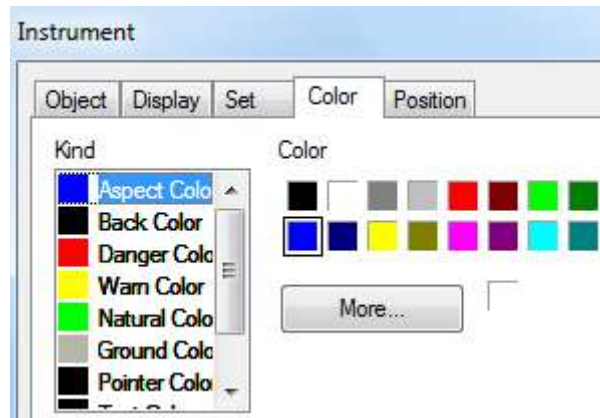 Instrument
Object Display Set Color Position
Kind Color
Aspect Colo
Back Color
Danger Colo
Warn Color
Natural Colo
Ground Colo
Pointer Colo
More...